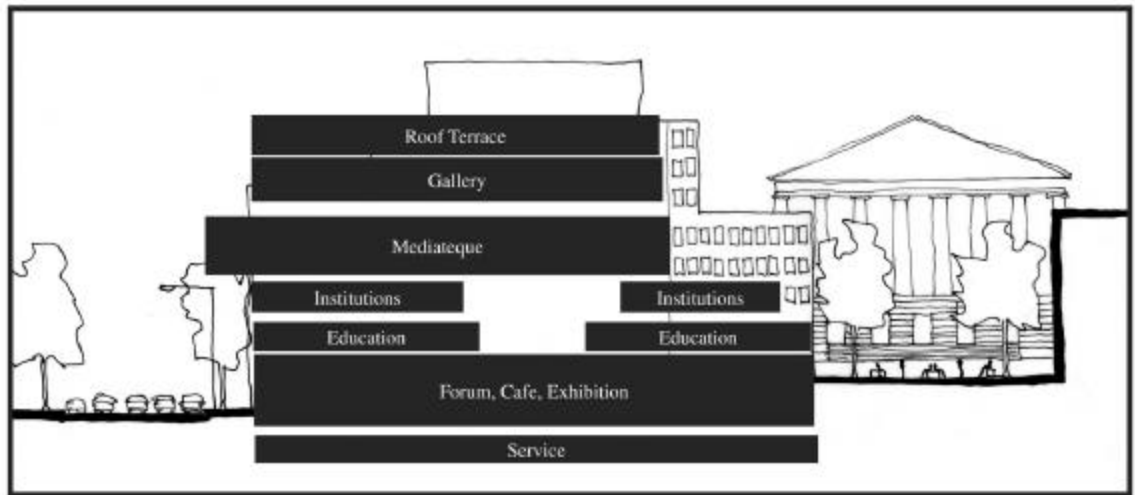 Roof Terrace
Gallery
Mediateque
Institutions Institutions
Education Education
Forum, Cafe, Exhibition
Service